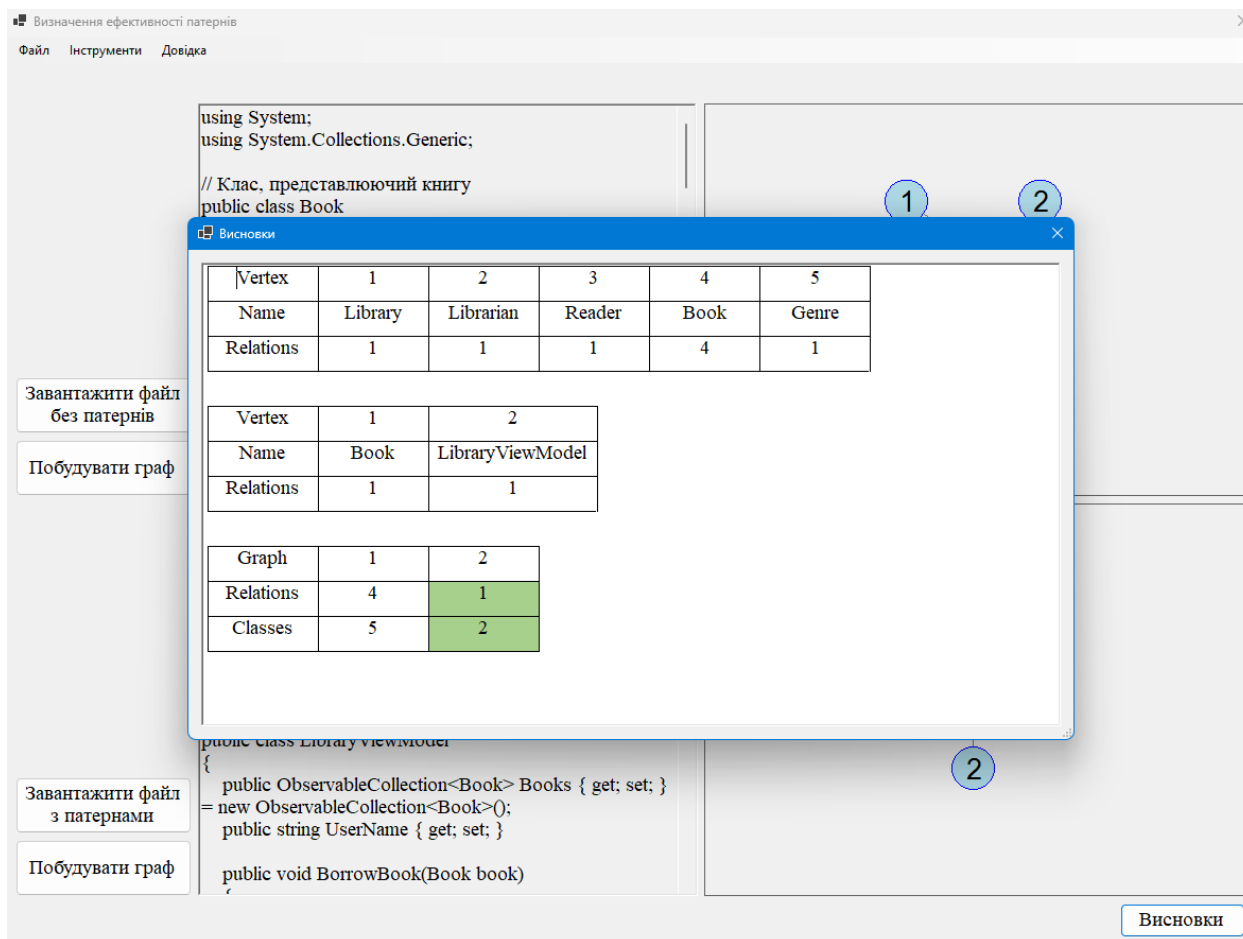 Визначення ефективності патернів
Файл Інструменти Довідка
using System;
using System.Collections.Generic;
// Клас, представлюючий книгу
public class Book
1 2
Висновки
Vertex 1 2 3 4 5
Name Library Librarian Reader Book Genre
Relations 1 1 1 4 1
Vertex 1 2
Name Book LibraryViewModel
Relations 1 1
Graph 1 2
Relations 4 1
Classes 5 2
Завантажити файл
без патернів
Побудувати граф
public class LibraryViewModel
{
public ObservableCollection<Book> Books { get; set; }
= new ObservableCollection<Book>();
public string UserName { get; set; }
public void BorrowBook(Book book)
{
2
Завантажити файл
з патернами
Побудувати граф
Висновки